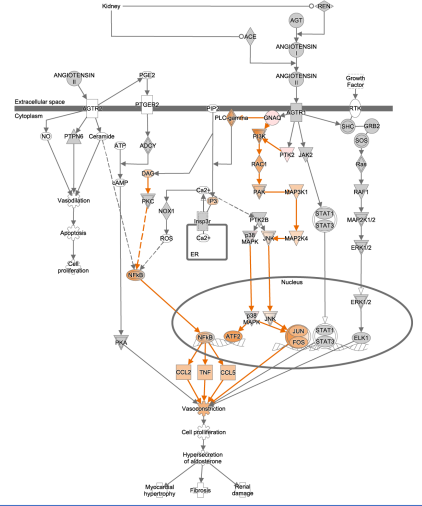 Kidney
REN
ACE
AGT
ANGIOTENSIN
I
ANGIOTENSIN
II
PGE2
ANGIOTENSIN
II
Growth
Factor
Extracellular space
Cytoplasm
AGTR
PTGER2
PIP2
PLC gamma
GNAQ
AGTR1
RTK
NO
PTPN6
Ceramide
ATP
ADCY
PI3K
SHC
GRB2
SOS
PTK2
JAK2
DAG
RAC1
Ras
cAMP
PKC
Ca2+
IP3
PAK
MAP3K1
RAF1
Vasodilation
NOX1
Insp3r
PTK2B
STAT1
STAT3
MAP2K1/2
Apoptosis
ROS
Ca2+
ER
p38
MAPK
JNK
MAP2K4
ERK1/2
Cell
proliferation
NFkB
Nucleus
ERK1/2
p38
MAPK
JNK
PKA
NFkB
ATF2
JUN
FOS
STAT1
STAT3
ELK1
CCL2
TNF
CCL5
Vasoconstriction
Cell proliferation
Hypersecretion
of aldosterone
Myocardial
hypertrophy
Fibrosis
Renal
damage